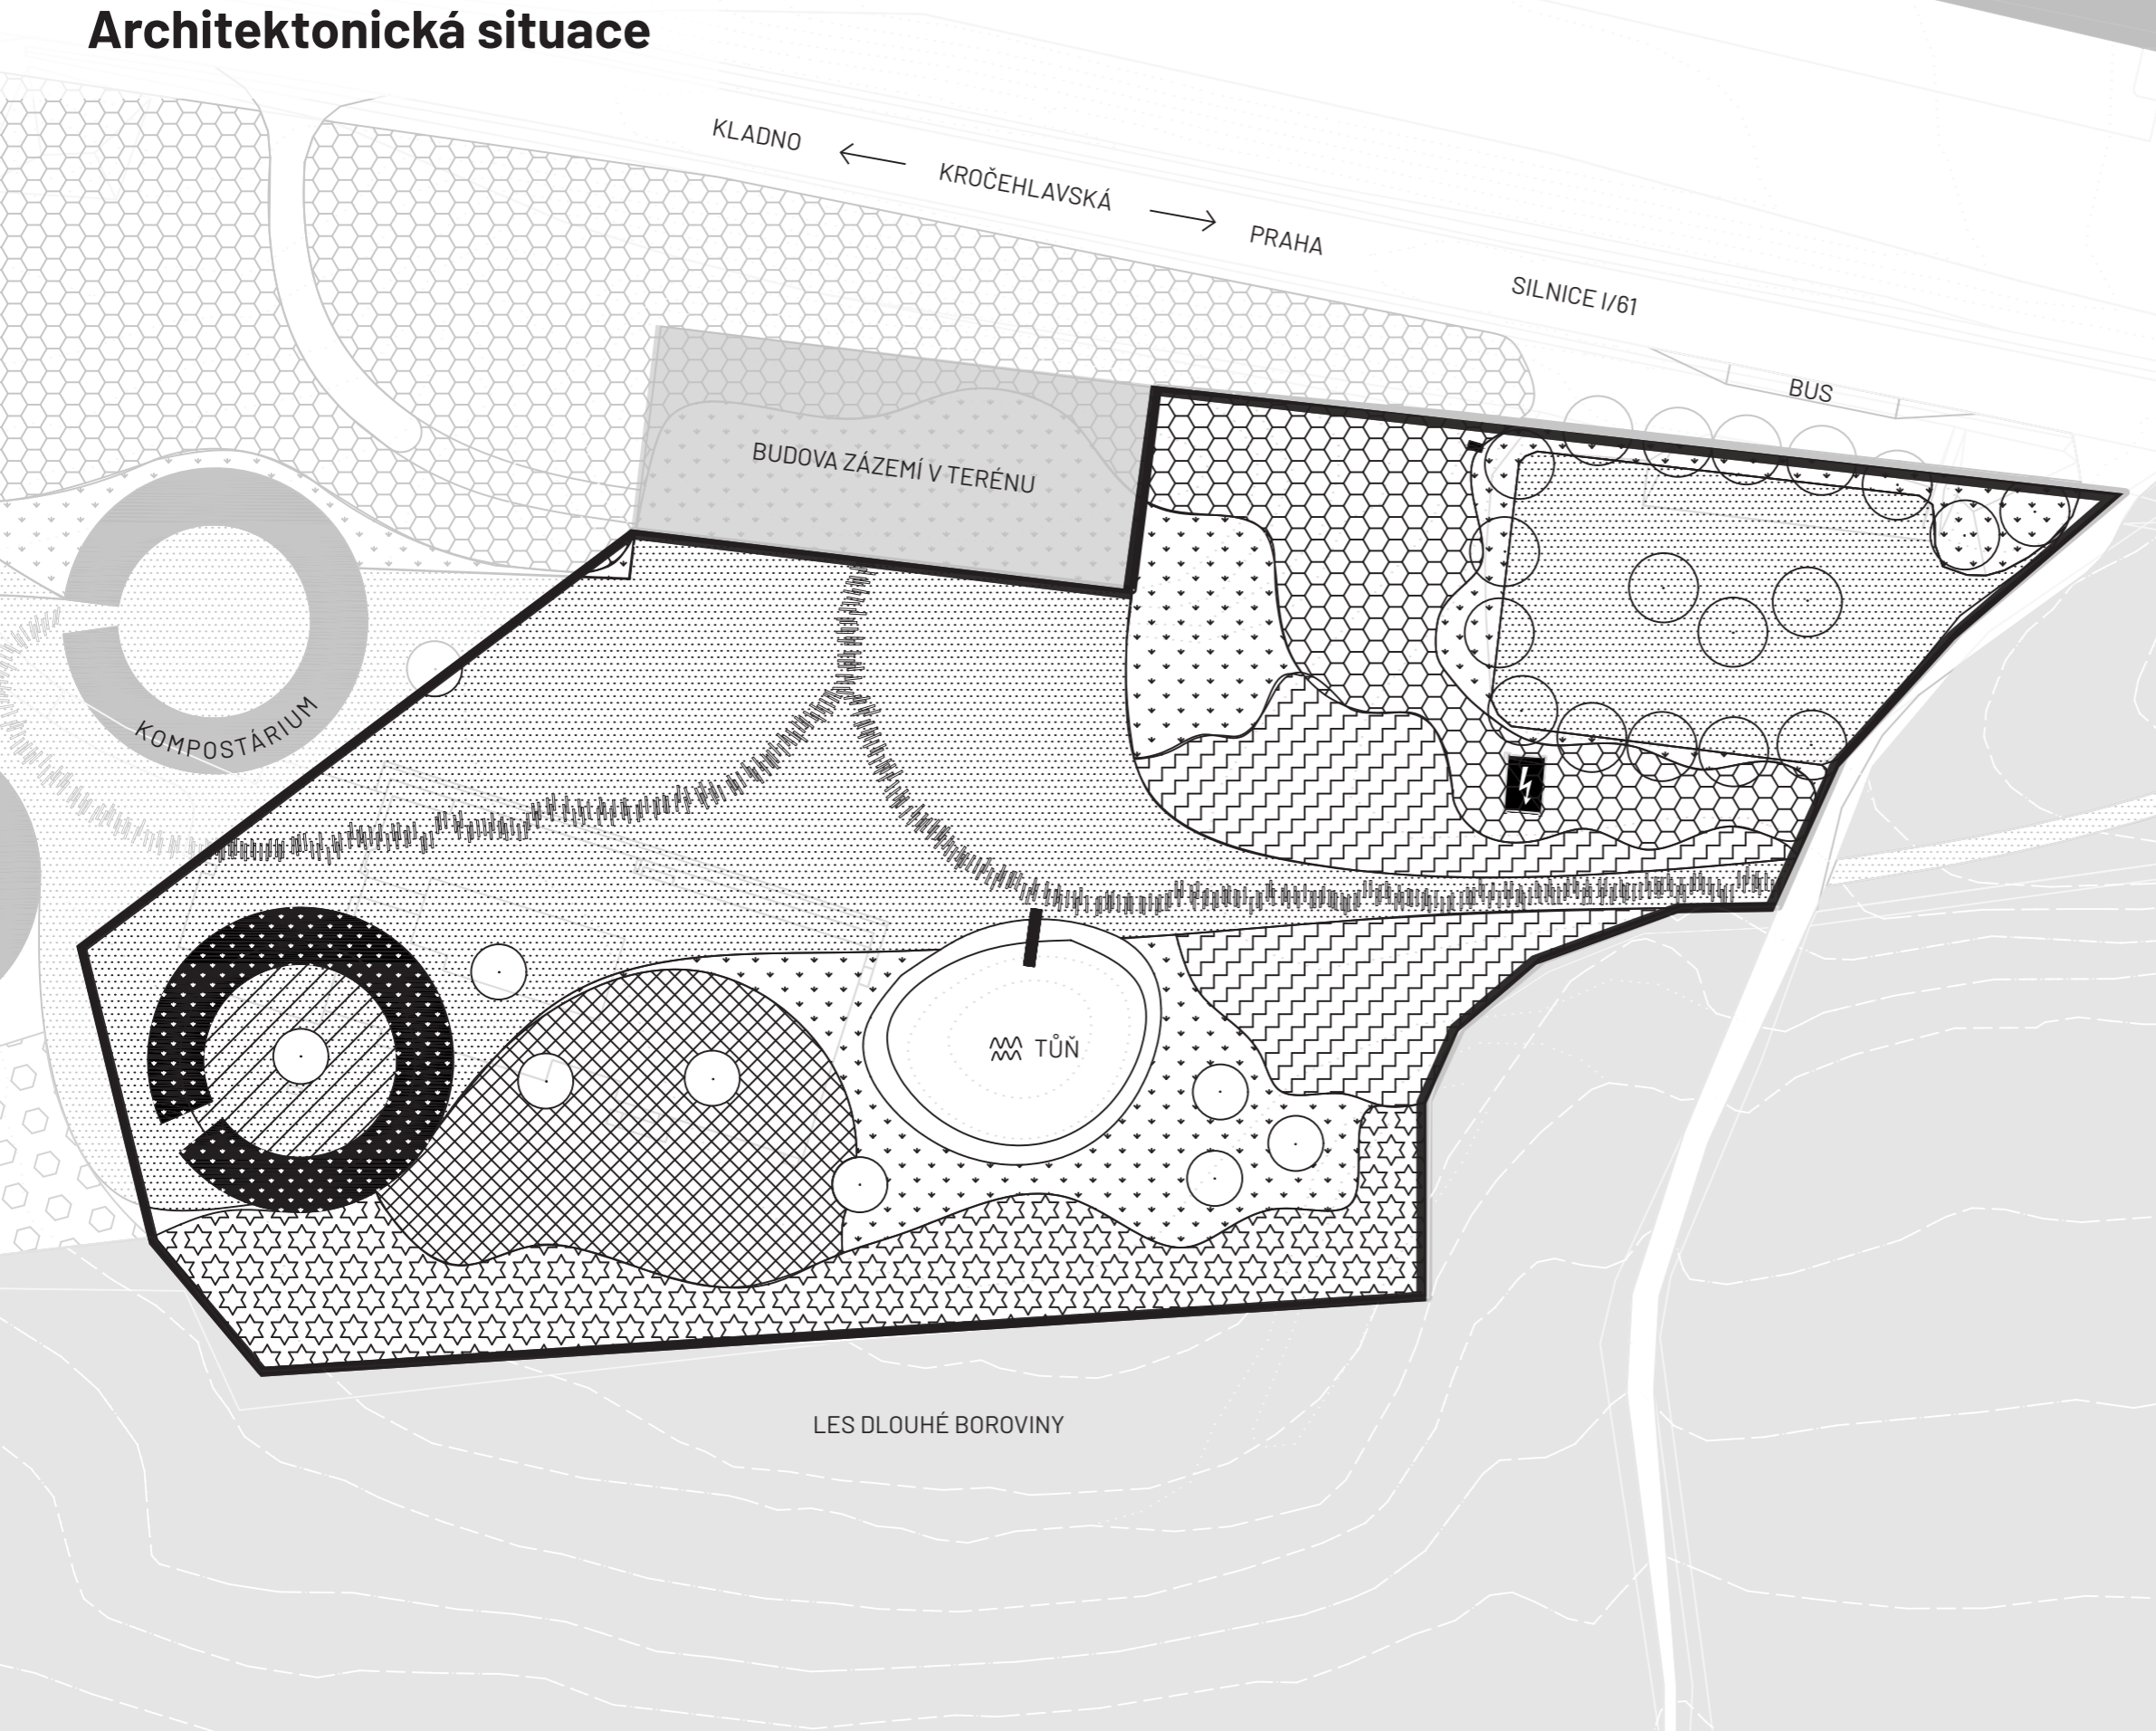 Architektonická situace
KLADNO
KROČEHLAVSKÁ
PRAHA
SILNICE I/61
BUS
BUDOVA ZÁZEMÍ V TERÉNU
KOMPOSTÁRIUM
TŮŇ
LES DLOUHÉ BOROVINY